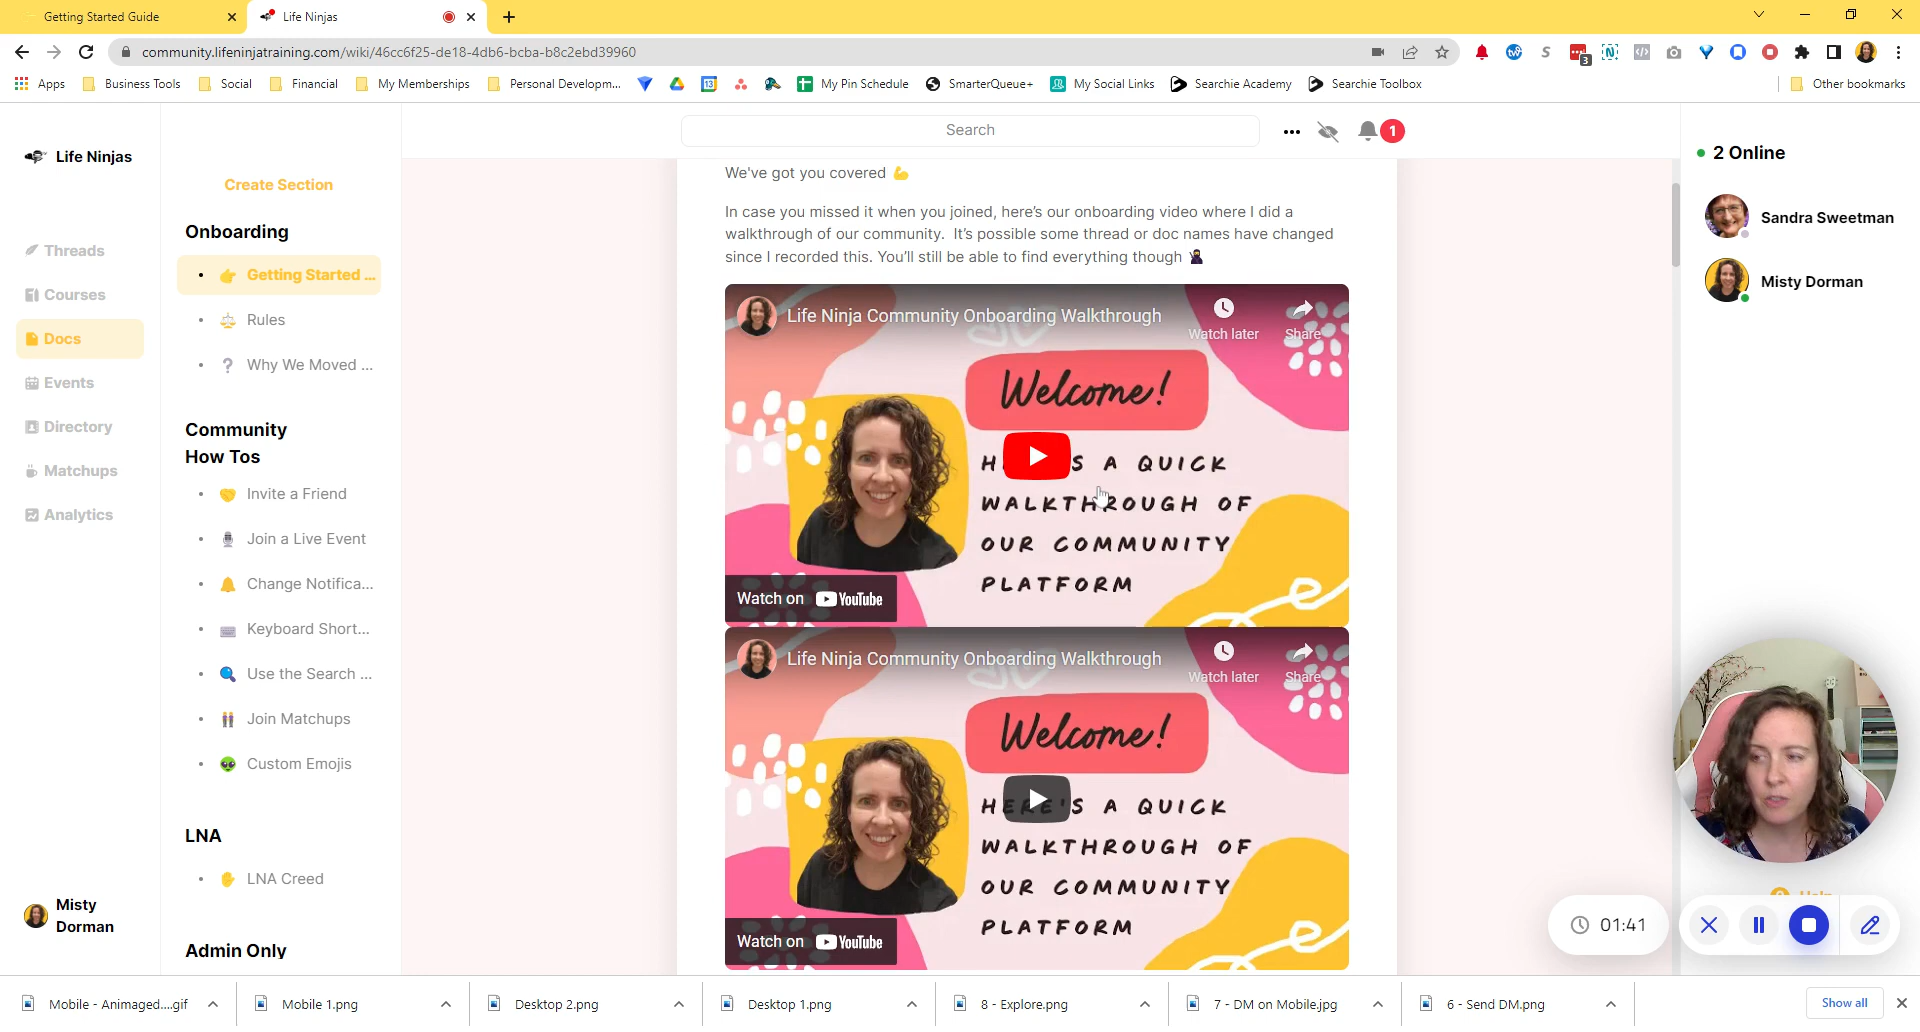 Getting Started Guide
Life Ninjas
community.lifeninjatraining.com/wiki/46cc6f25-de18-4db6-bcba-b8c2ebd39960
3
Apps
Business Tools
Social
Financial
My Memberships
Personal Developm...
My Pin Schedule
SmarterQueue+
My Social Links
Searchie Academy
Searchie Toolbox
Other bookmarks
Life Ninjas
Threads
Courses
Docs
Events
Directory
Matchups
Analytics
Misty
Dorman
Create Section
Onboarding
Getting Started ...
Rules
Why We Moved ...
Community
How Tos
Invite a Friend
Join a Live Event
Change Notifica...
Keyboard Short...
Use the Search ...
Join Matchups
Custom Emojis
LNA
LNA Creed
Admin Only
Search
1
We've got you covered 💪
In case you missed it when you joined, here's our onboarding video where I did a
walkthrough of our community. It's possible some thread or doc names have changed
since I recorded this. You'll still be able to find everything though 🥷
Life Ninja Community Onboarding Walkthrough
Watch later
Share
Welcome!
S A QUICK
WALKTHROUGH OF
OUR COMMUNITY
PLATFORM
Watch on YouTube
Life Ninja Community Onboarding Walkthrough
Watch later
Share
Welcome!
HERE'S A QUICK
WALKTHROUGH OF
OUR COMMUNITY
PLATFORM
Watch on YouTube
2 Online
Sandra Sweetman
Misty Dorman
01:41
Mobile - Animaged....gif
Mobile 1.png
Desktop 2.png
Desktop 1.png
8 - Explore.png
7 - DM on Mobile.jpg
6 - Send DM.png
Show all